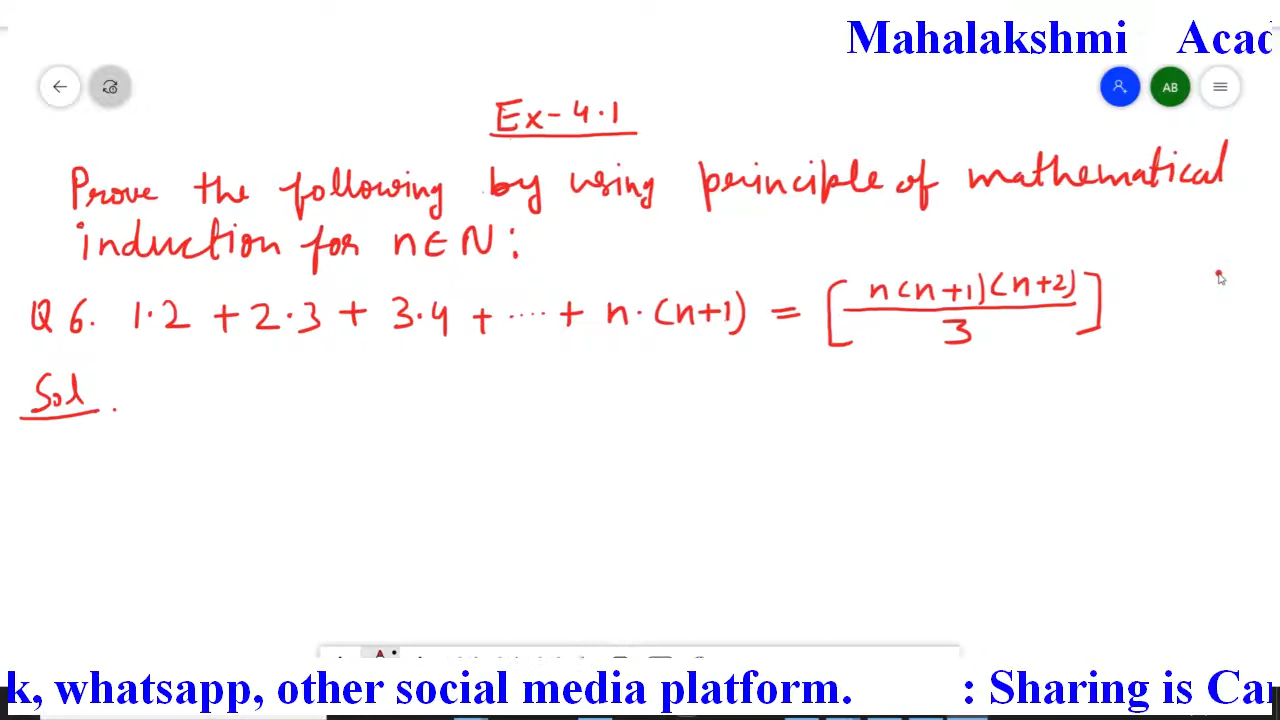 Mahalakshmi Acad
AB
Ex-4.1
Prove the following by using principle of mathematical
induction for n∈N:
Q6. 1·2 + 2·3 + 3·4 + ···· + n·(n+1) = [n(n+1)(n+2)/3]
Sol.
k, whatsapp, other social media platform. : Sharing is Car